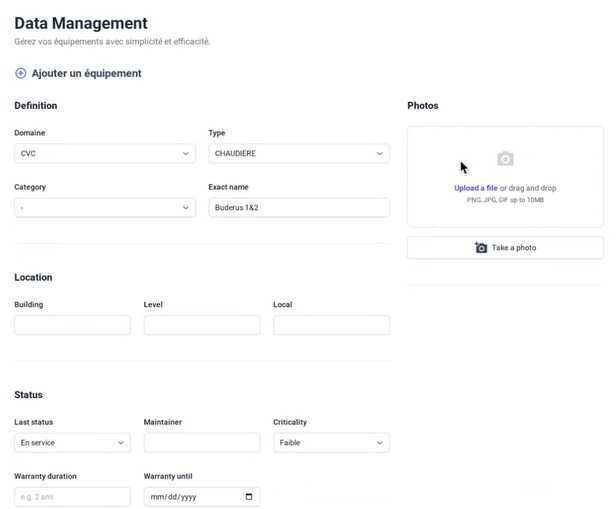 Data Management
Gérez vos équipements avec simplicité et efficacité.
Ajouter un équipement
Definition
Domaine
Type
CVC
CHAUDIERE
Category
Exact name
-
Buderus 1&2
Location
Building
Level
Local
Status
Last status
Maintainer
Criticality
En service
Faible
Warranty duration
Warranty until
e.g. 2 ans
mm/dd/yyyy
Photos
Upload a file or drag and drop
PNG, JPG, GIF up to 10MB
Take a photo